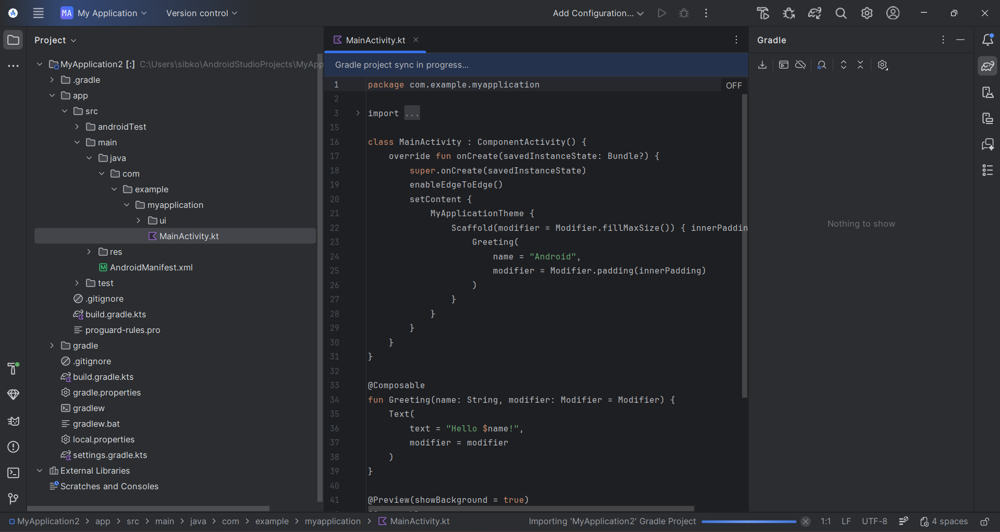 MA My Application Version control Add Configuration...
Project
MyApplication2 [:] C:\Users\sibko\AndroidStudioProjects\MyApp
.gradle
app
src
androidTest
main
java
com
example
myapplication
ui
MainActivity.kt
res
AndroidManifest.xml
test
.gitignore
build.gradle.kts
proguard-rules.pro
gradle
.gitignore
build.gradle.kts
gradle.properties
gradlew
gradlew.bat
local.properties
settings.gradle.kts
External Libraries
Scratches and Consoles
MainActivity.kt
Gradle project sync in progress...
OFF
1 package com.example.myapplication
2
3 import ...
15
16 class MainActivity : ComponentActivity() {
17 override fun onCreate(savedInstanceState: Bundle?) {
18 super.onCreate(savedInstanceState)
19 enableEdgeToEdge()
20 setContent {
21 MyApplicationTheme {
22 Scaffold(modifier = Modifier.fillMaxSize()) { innerPaddin
23 Greeting(
24 name = "Android",
25 modifier = Modifier.padding(innerPadding)
26 )
27 }
28 }
29 }
30 }
31 }
32
33 @Composable
34 fun Greeting(name: String, modifier: Modifier = Modifier) {
35 Text(
36 text = "Hello $name!",
37 modifier = modifier
38 )
39 }
40
41 @Preview(showBackground = true)
Gradle
Nothing to show
MyApplication2 > app > src > main > java > com > example > myapplication > MainActivity.kt Importing 'MyApplication2' Gradle Project 1:1 LF UTF-8 4 spaces